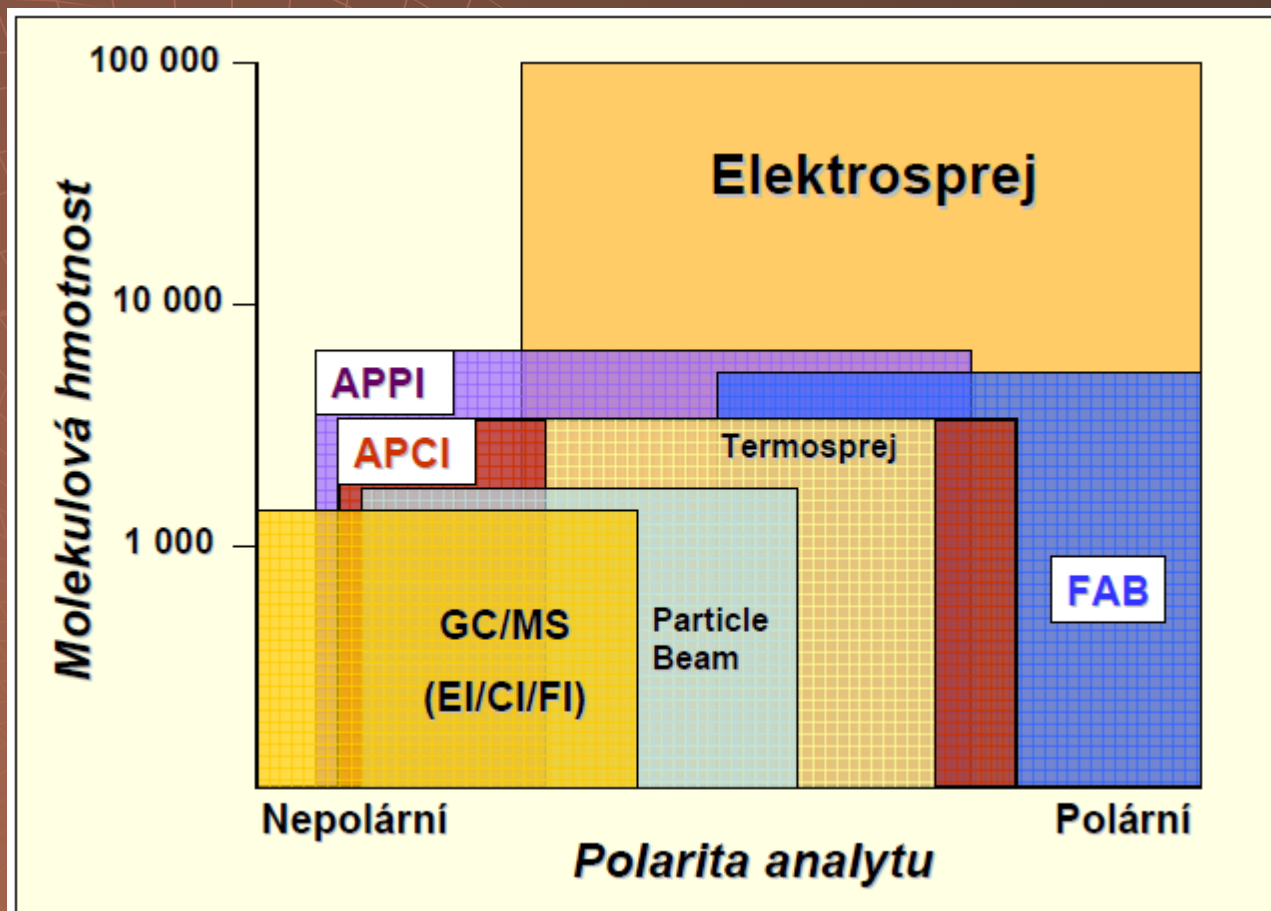 100 000
Elektrosprej
Molekulová hmotnost
10 000
APPI
Termosprej
APCI
1 000
FAB
GC/MS
(EI/CI/FI)
Particle
Beam
Nepolární
Polární
Polarita analytu